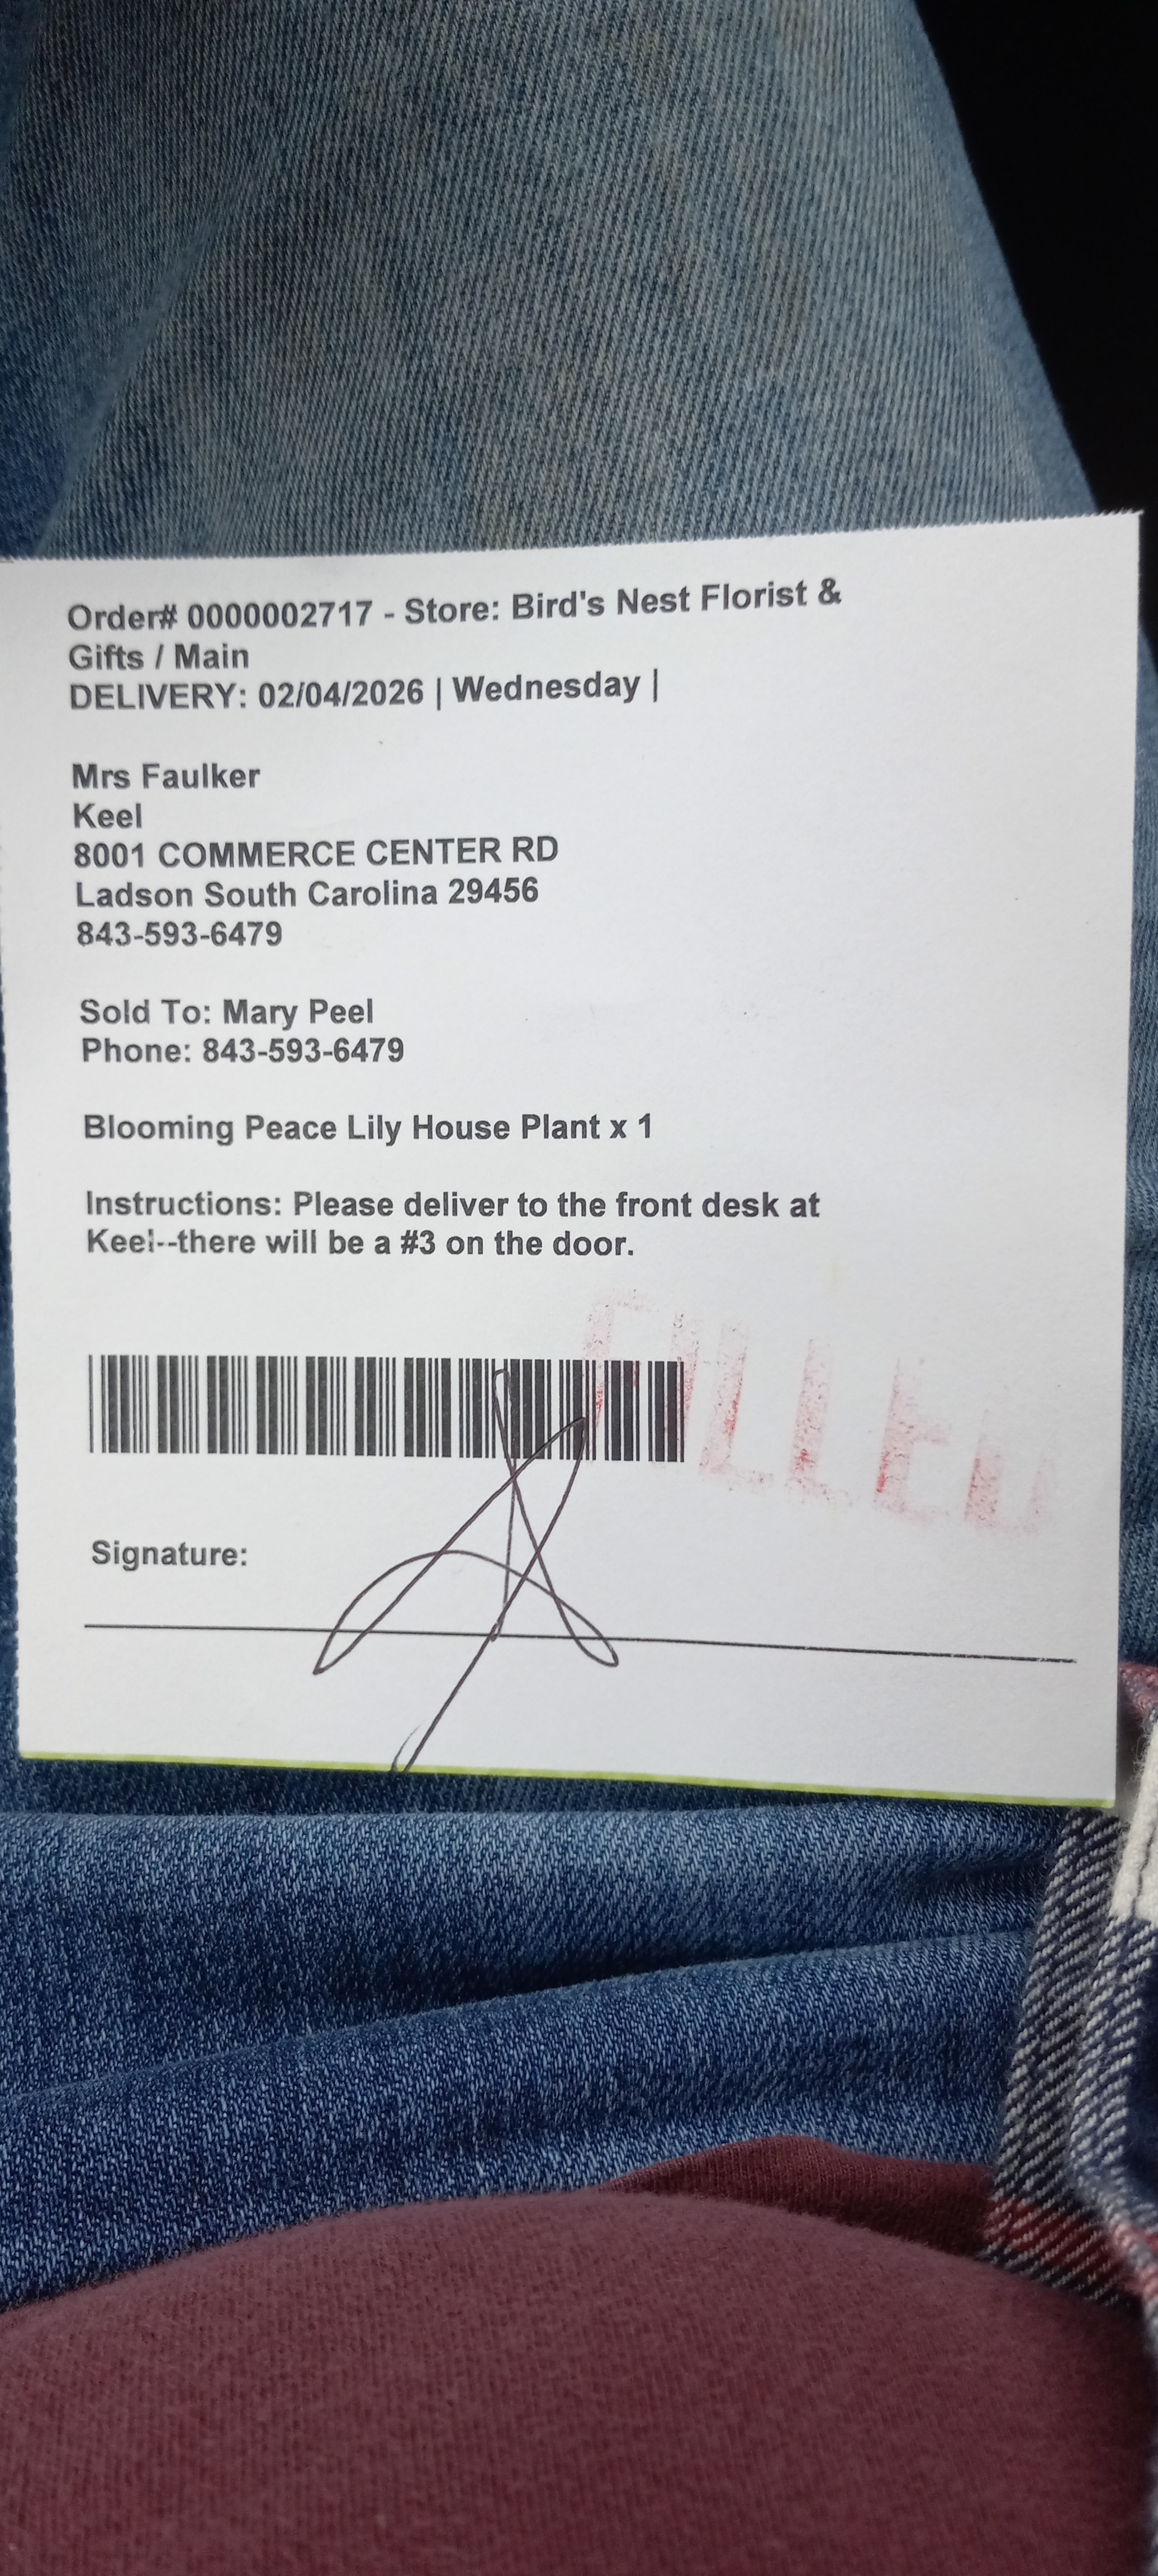 Order# 0000002717 - Store: Bird's Nest Florist &
Gifts / Main
DELIVERY: 02/04/2026 | Wednesday |
Mrs Faulker
Keel
8001 COMMERCE CENTER RD
Ladson South Carolina 29456
843-593-6479
Sold To: Mary Peel
Phone: 843-593-6479
Blooming Peace Lily House Plant x 1
Instructions: Please deliver to the front desk at
Keel--there will be a #3 on the door.
FILLED
Signature: